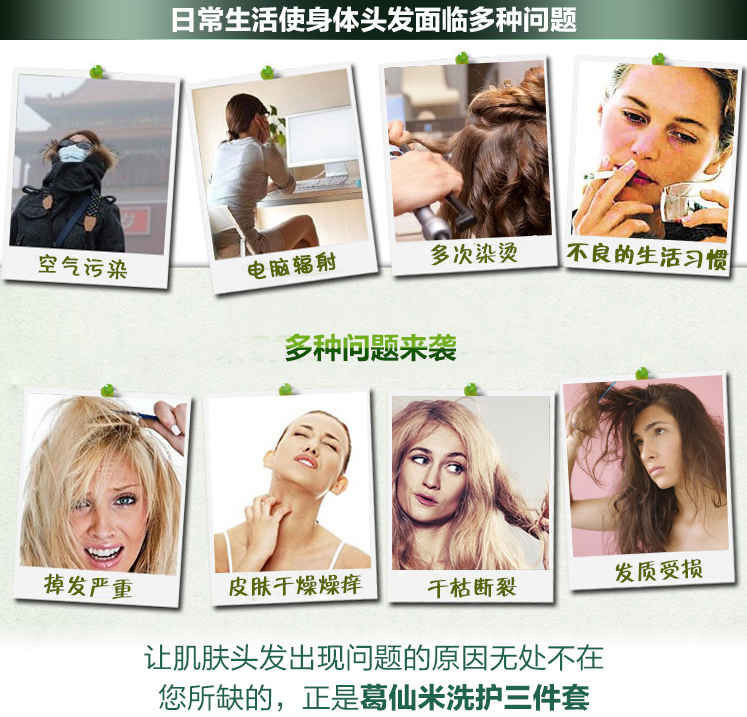 日常生活使身体头发面临多种问题
空气污染
电脑辐射
多次染烫
不良的生活习惯
多种问题来袭
掉发严重
皮肤干燥燥痒
干枯断裂
发质受损
让肌肤头发出现问题的原因无处不在
您所缺的，正是葛仙米洗护三件套